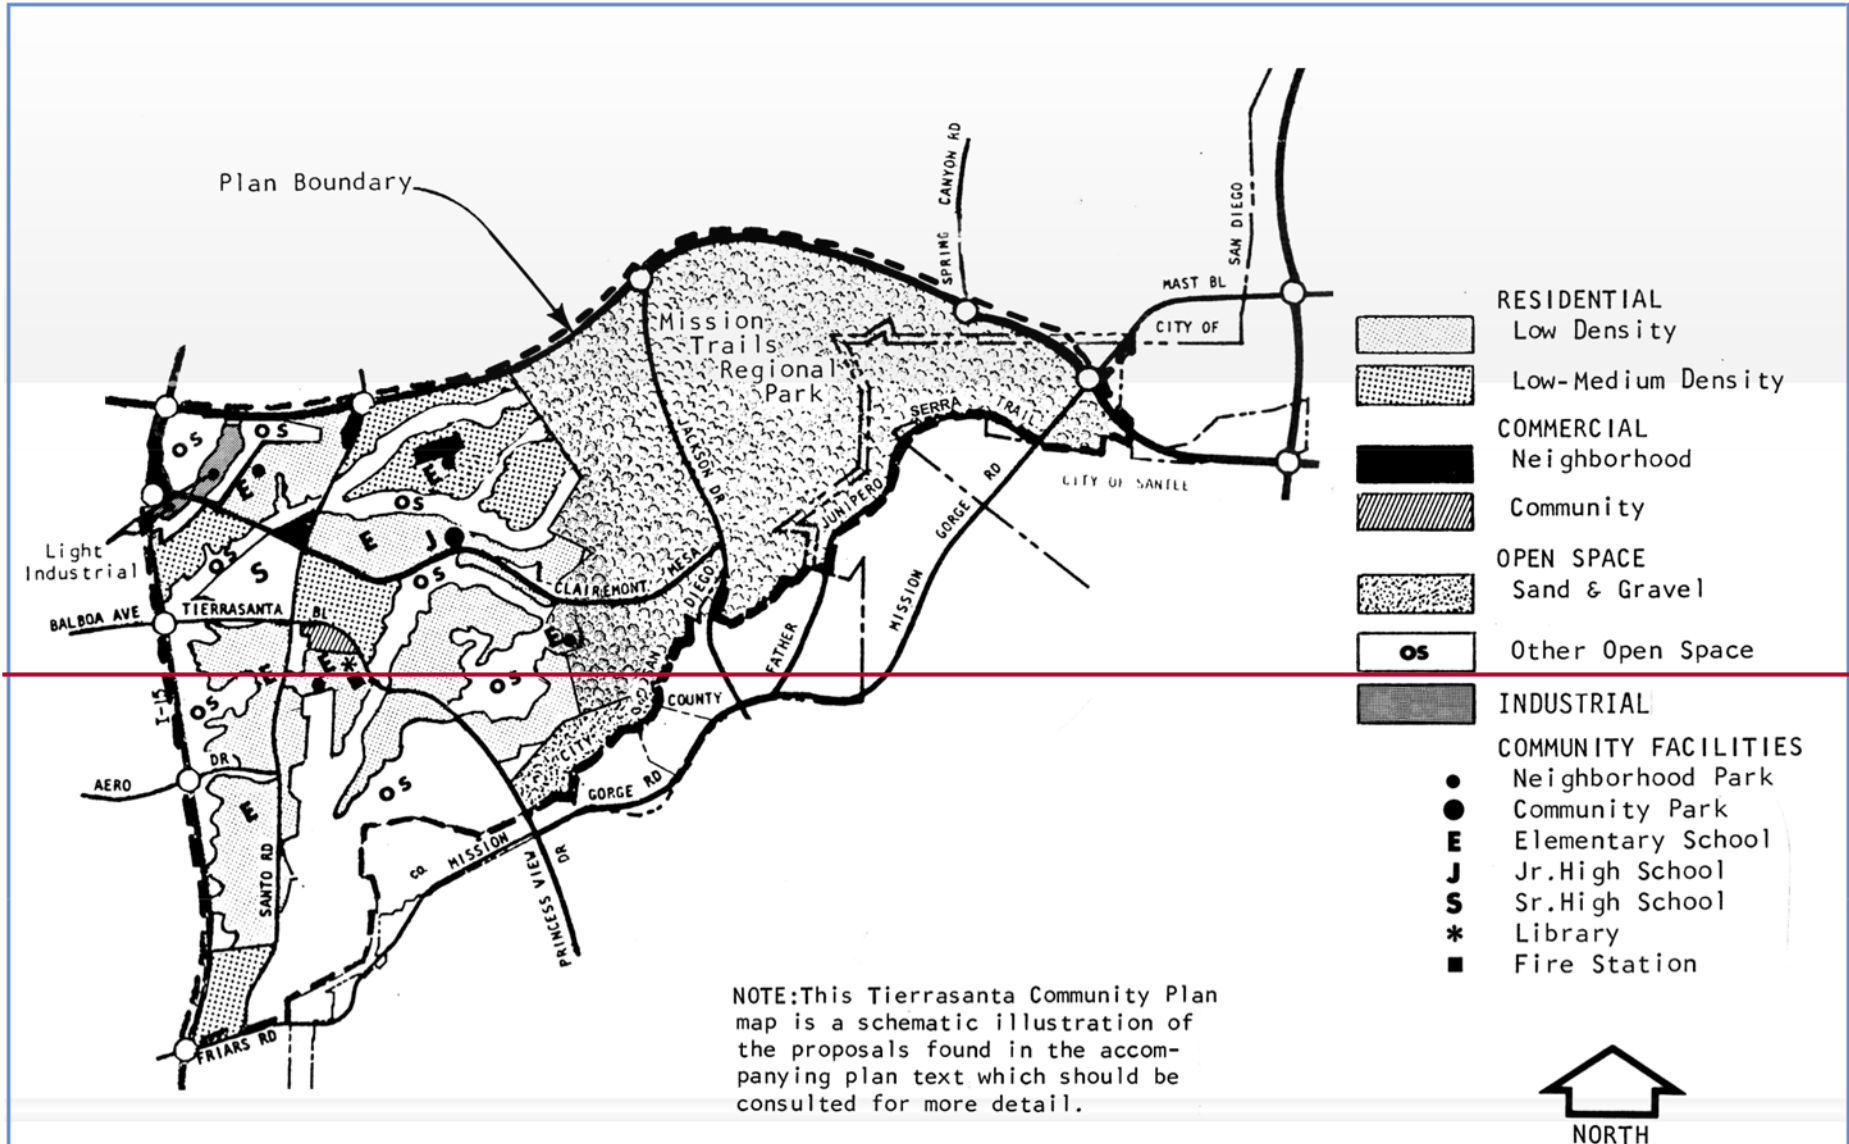 Plan Boundary
SPRING CANYON RD
SAN DIEGO
MAST BL
CITY OF
Mission
Trails
Regional
Park
SERRA TRAIL
JACKSON DR
JUNIPERO
GORGE RD
CITY OF SANTEE
OS
OS
E
E
OS
E
J
OS
OS
S
Light
Industrial
CLAIREMONT MESA
DIEGO
BALBOA AVE
TIERRASANTA BL
MISSION
FATHER
E
E
E
*
OS
OS
I-15
SAN
COUNTY
CITY
AERO DR
OS
E
GORGE RD
MISSION
CO.
SANTO RD
PRINCESS VIEW DR
FRIARS RD
RESIDENTIAL
Low Density
Low-Medium Density
COMMERCIAL
Neighborhood
Community
OPEN SPACE
Sand & Gravel
OS Other Open Space
INDUSTRIAL
COMMUNITY FACILITIES
Neighborhood Park
Community Park
E Elementary School
J Jr.High School
S Sr.High School
* Library
Fire Station
NOTE:This Tierrasanta Community Plan
map is a schematic illustration of
the proposals found in the accom-
panying plan text which should be
consulted for more detail.
NORTH